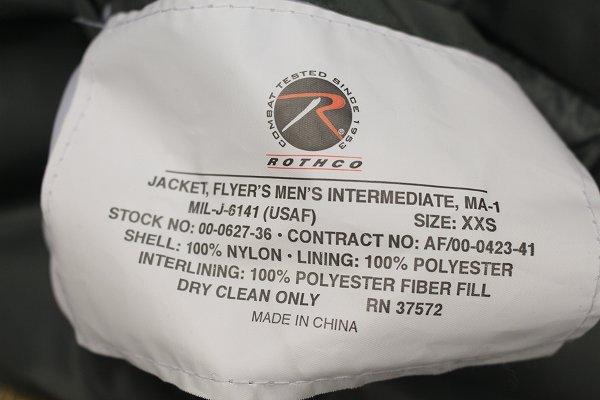 COMBAT TESTED SINCE 1953
®
ROTHCO
JACKET, FLYER'S MEN'S INTERMEDIATE, MA-1
MIL-J-6141 (USAF) SIZE: XXS
STOCK NO: 00-0627-36 · CONTRACT NO: AF/00-0423-41
SHELL: 100% NYLON · LINING: 100% POLYESTER
INTERLINING: 100% POLYESTER FIBER FILL
DRY CLEAN ONLY RN 37572
MADE IN CHINA